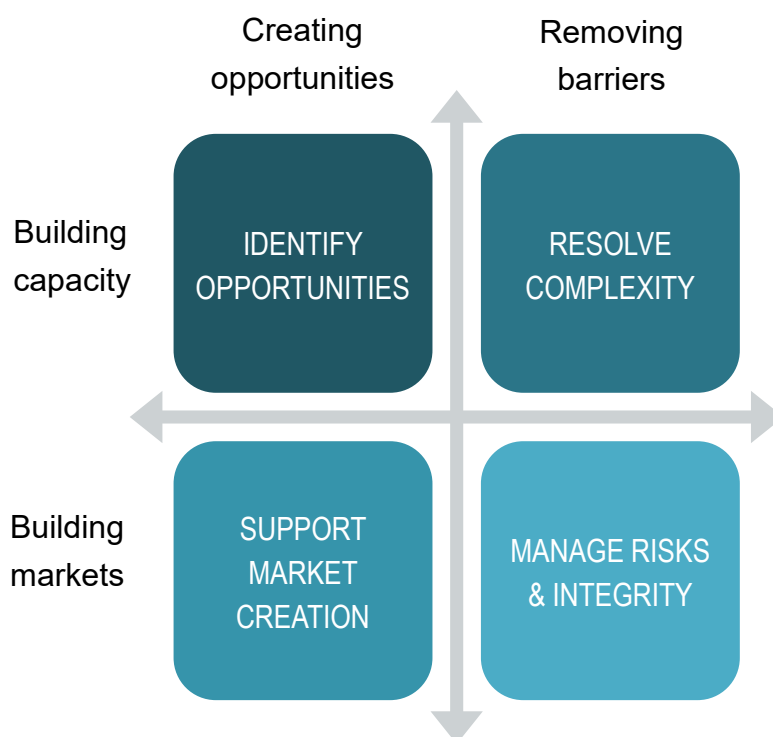 Creating
opportunities
Removing
barriers
Building
capacity
IDENTIFY
OPPORTUNITIES
RESOLVE
COMPLEXITY
Building
markets
SUPPORT
MARKET
CREATION
MANAGE RISKS
& INTEGRITY